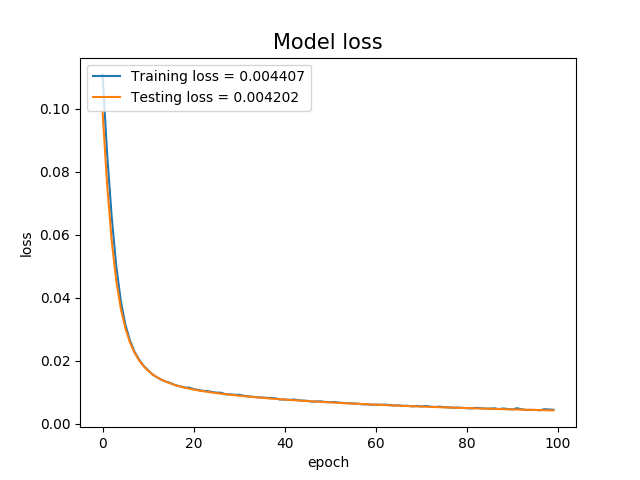 Model loss
Training loss = 0.004407
Testing loss = 0.004202
0.10
0.08
0.06
0.04
0.02
0.00
loss
0 20 40 60 80 100
epoch